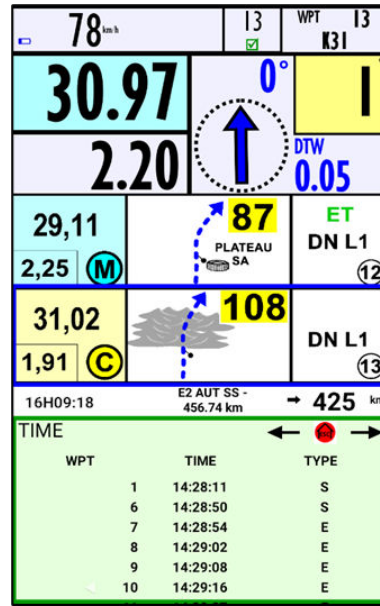 78 km/h
13
WPT 13
K31
30.97
0°
1
2.20
DTW
0.05
29,11
87
ET
PLATEAU
SA
DN L1
2,25 M
12
31,02
108
DN L1
1,91 C
13
16H09:18
E2 AUT SS -
456.74 km
→ 425 km
TIME
WPT TIME TYPE
1 14:28:11 S
6 14:28:50 S
7 14:28:54 E
8 14:29:02 E
9 14:29:08 E
10 14:29:16 E